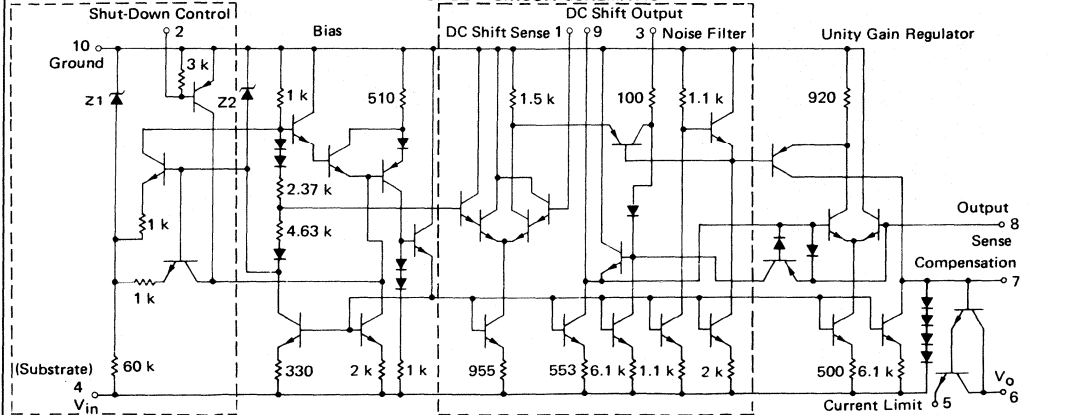 Shut-Down Control
2
Bias
DC Shift Output
DC Shift Sense 1 9 3 Noise Filter
Unity Gain Regulator
10
Ground
3 k
Z1
Z2
1 k
510
1.5 k
100
1.1 k
920
2.37 k
4.63 k
1 k
1 k
Output
8
Sense
Compensation
7
(Substrate)
4
Vin
60 k
330
2 k
1 k
955
553
6.1 k
1.1 k
2 k
500
6.1 k
Vo
6
Current Limit 5